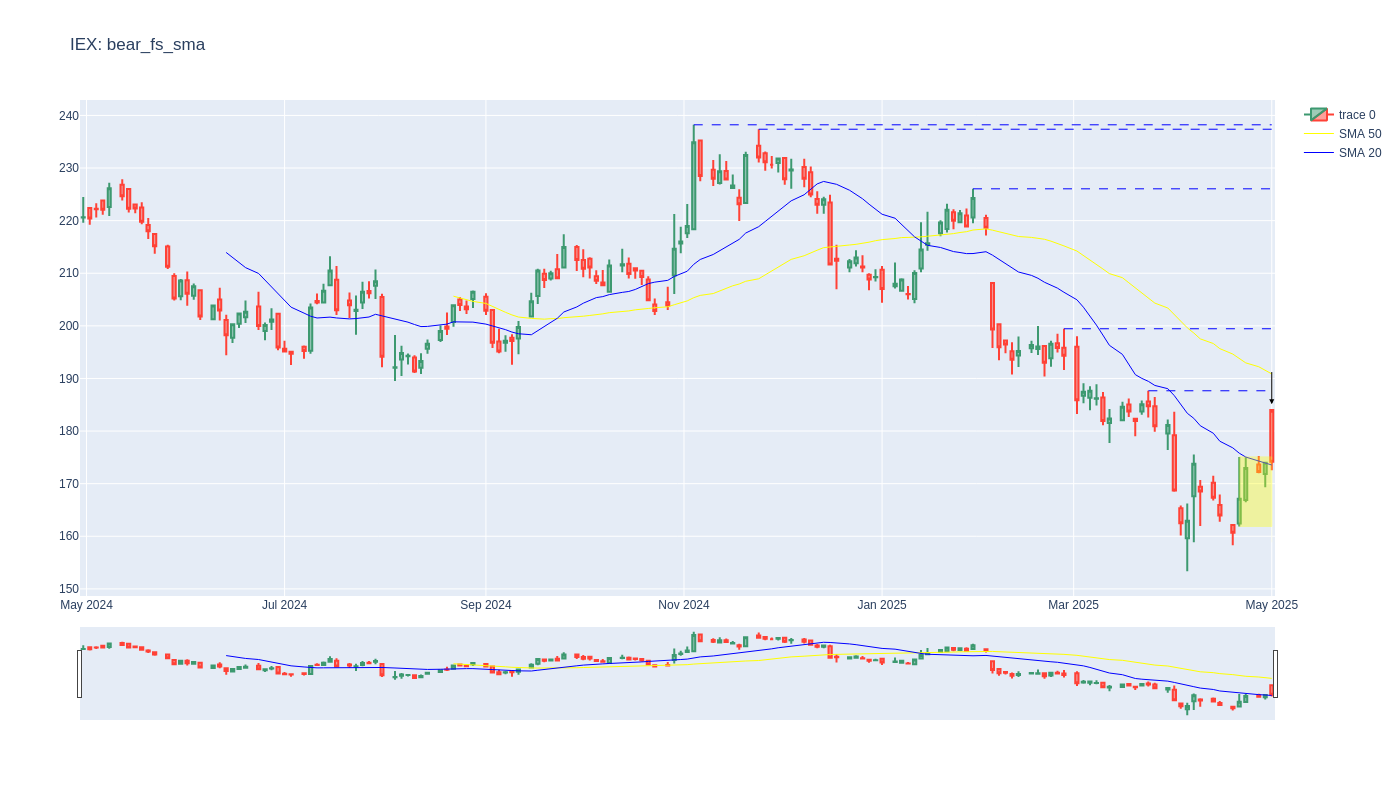 IEX: bear_fs_sma
240
230
220
210
200
190
180
170
160
150
May 2024
Jul 2024
Sep 2024
Nov 2024
Jan 2025
Mar 2025
May 2025
trace 0
SMA 50
SMA 20